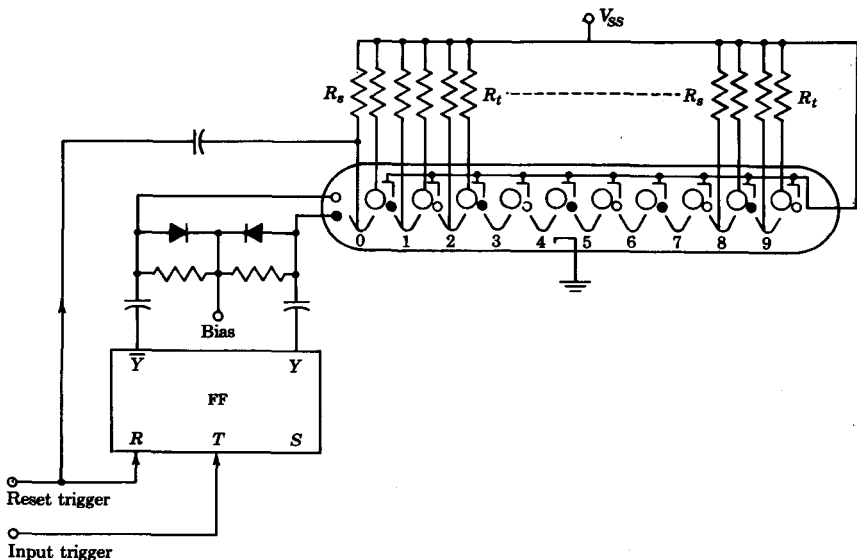 V_SS
R_s
R_t
R_s
R_t
0 1 2 3 4 5 6 7 8 9
Bias
Y̅ Y
FF
R T S
Reset trigger
Input trigger